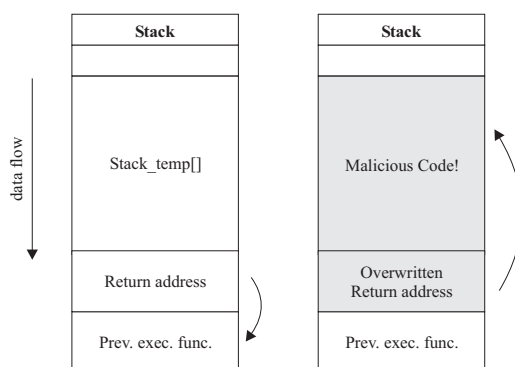 Stack
data flow
Stack_temp[]
Return address
Prev. exec. func.
Stack
Malicious Code!
Overwritten
Return address
Prev. exec. func.